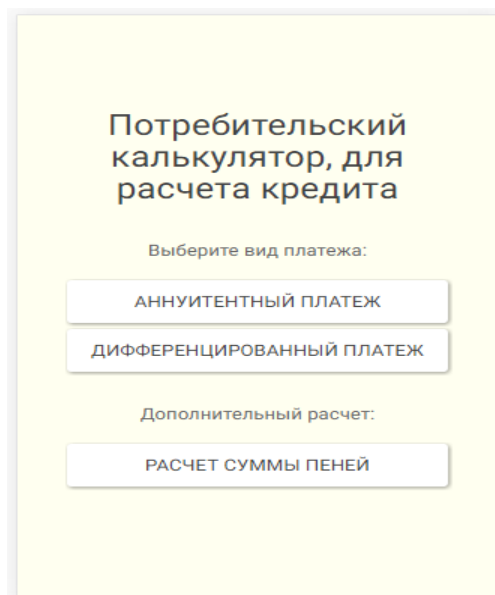 Потребительский
калькулятор, для
расчета кредита
Выберите вид платежа:
АННУИТЕНТНЫЙ ПЛАТЕЖ
ДИФФЕРЕНЦИРОВАННЫЙ ПЛАТЕЖ
Дополнительный расчет:
РАСЧЕТ СУММЫ ПЕНЕЙ